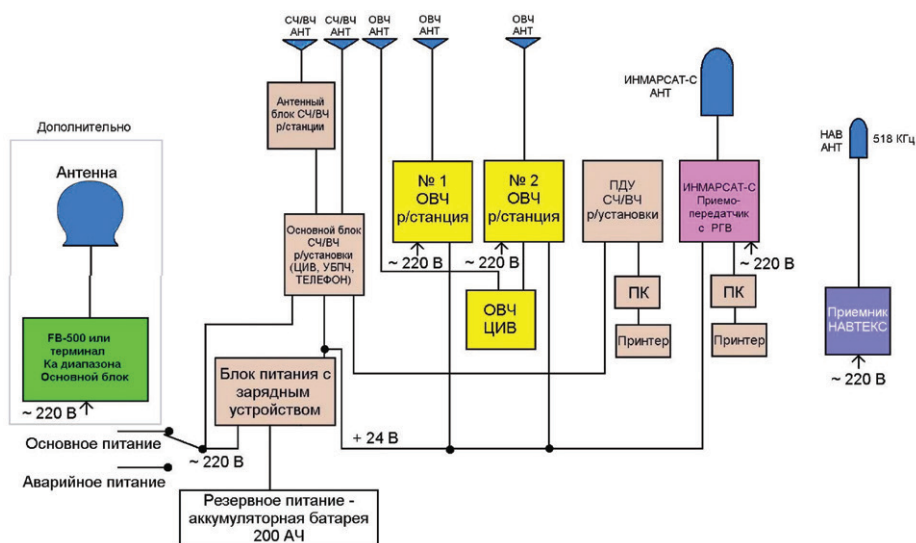 СЧ/ВЧ
АНТ
СЧ/ВЧ
АНТ
ОВЧ
АНТ
ОВЧ
АНТ
ОВЧ
АНТ
ИНМАРСАТ-С
АНТ
НАВ
АНТ
518 КГц
Дополнительно
Антенна
FB-500 или
терминал
Ка диапазона
Основной блок
~ 220 В
Антенный
блок СЧ/ВЧ
р/станции
Основной блок
СЧ/ВЧ
р/установки
(ЦИВ, УБПЧ,
ТЕЛЕФОН)
№ 1
ОВЧ
р/станция
~ 220 В
№ 2
ОВЧ
р/станция
~ 220 В
ОВЧ
ЦИВ
ПДУ
СЧ/ВЧ
р/установки
ПК
Принтер
ИНМАРСАТ-С
Приемо-
передатчик
с РГВ
~ 220 В
ПК
Принтер
Приемник
НАВТЕКС
~ 220 В
Блок питания с
зарядным
устройством
+ 24 В
Основное питание
~ 220 В
Аварийное питание
Резервное питание -
аккумуляторная батарея
200 АЧ